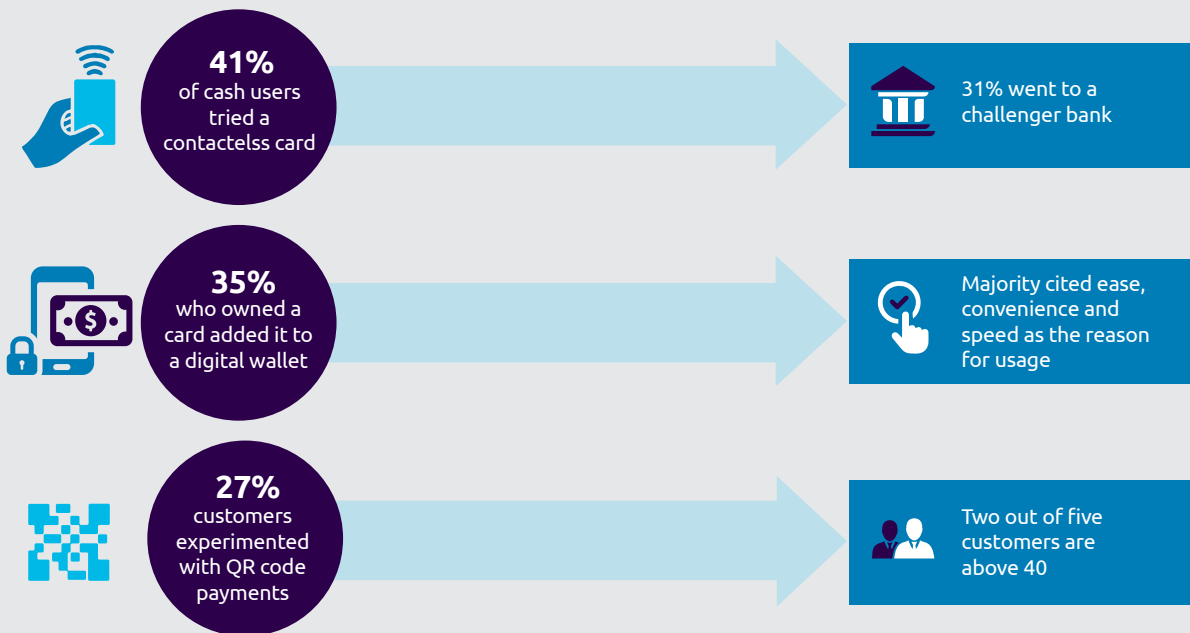 41%
of cash users
tried a
contactelss card
31% went to a
challenger bank
35%
who owned a
card added it to
a digital wallet
Majority cited ease,
convenience and
speed as the reason
for usage
27%
customers
experimented
with QR code
payments
Two out of five
customers are
above 40